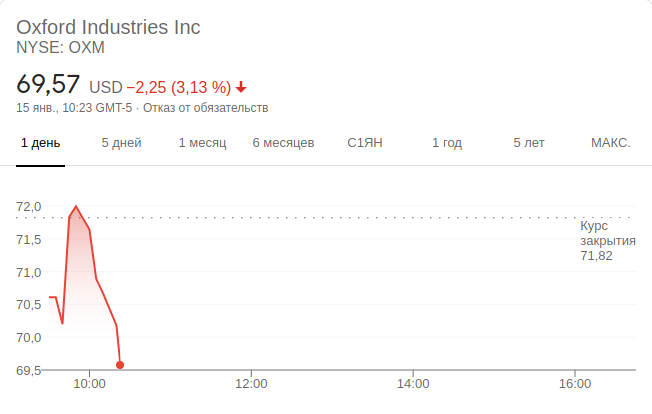 Oxford Industries Inc
NYSE: OXM
69,57 USD −2,25 (3,13 %)
15 янв., 10:23 GMT-5 · Отказ от обязательств
1 день 5 дней 1 месяц 6 месяцев С1ЯН 1 год 5 лет МАКС.
72,0
Курс
закрытия
71,82
71,5
71,0
70,5
70,0
69,5
10:00 12:00 14:00 16:00